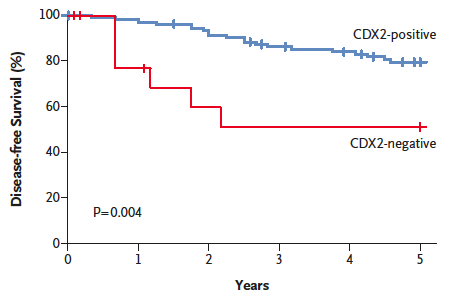 Disease-free Survival (%)
100
80
60
40
20
0
CDX2-positive
CDX2-negative
P=0.004
0 1 2 3 4 5
Years